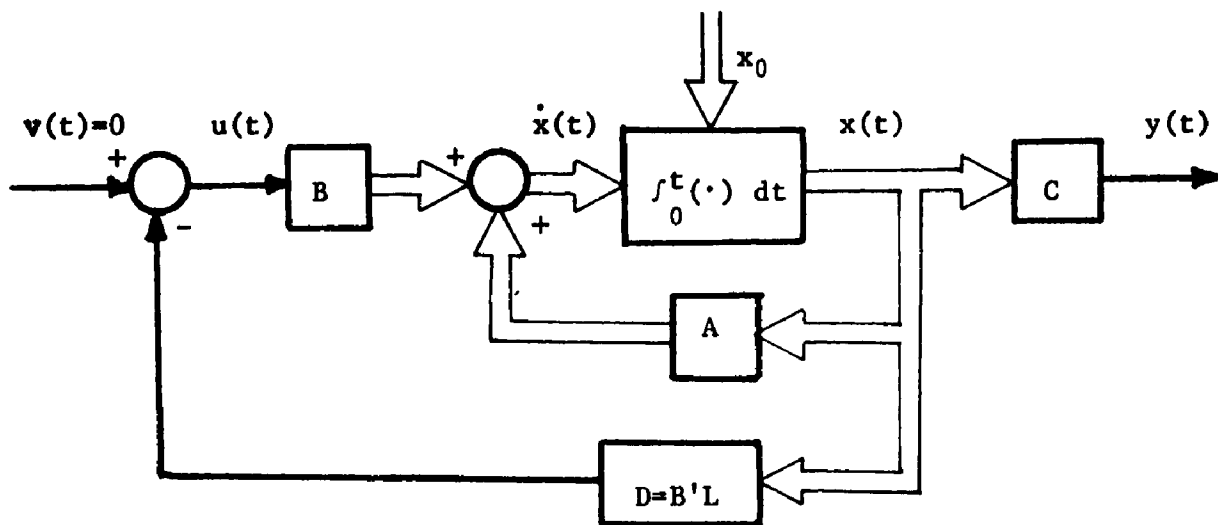 x₀
v(t)=0
u(t)
ẋ(t)
x(t)
y(t)
+
-
B
+
+
∫₀ᵗ(·) dt
C
A
D=B'L